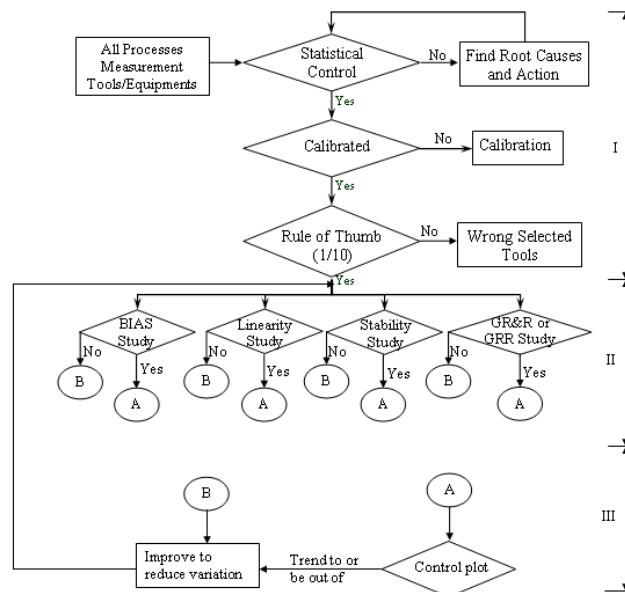 All Processes
Measurement
Tools/Equipments
Statistical
Control
No
Find Root Causes
and Action
Yes
Calibrated
No
Calibration
I
Yes
Rule of Thumb
(1/10)
No
Wrong Selected
Tools
Yes
BIAS
Study
Linearity
Study
Stability
Study
GR&R or
GRR Study
No
Yes
No
Yes
No
Yes
No
Yes
II
B
A
B
A
B
A
B
A
B
A
III
Improve to
reduce variation
Trend to or
be out of
Control plot